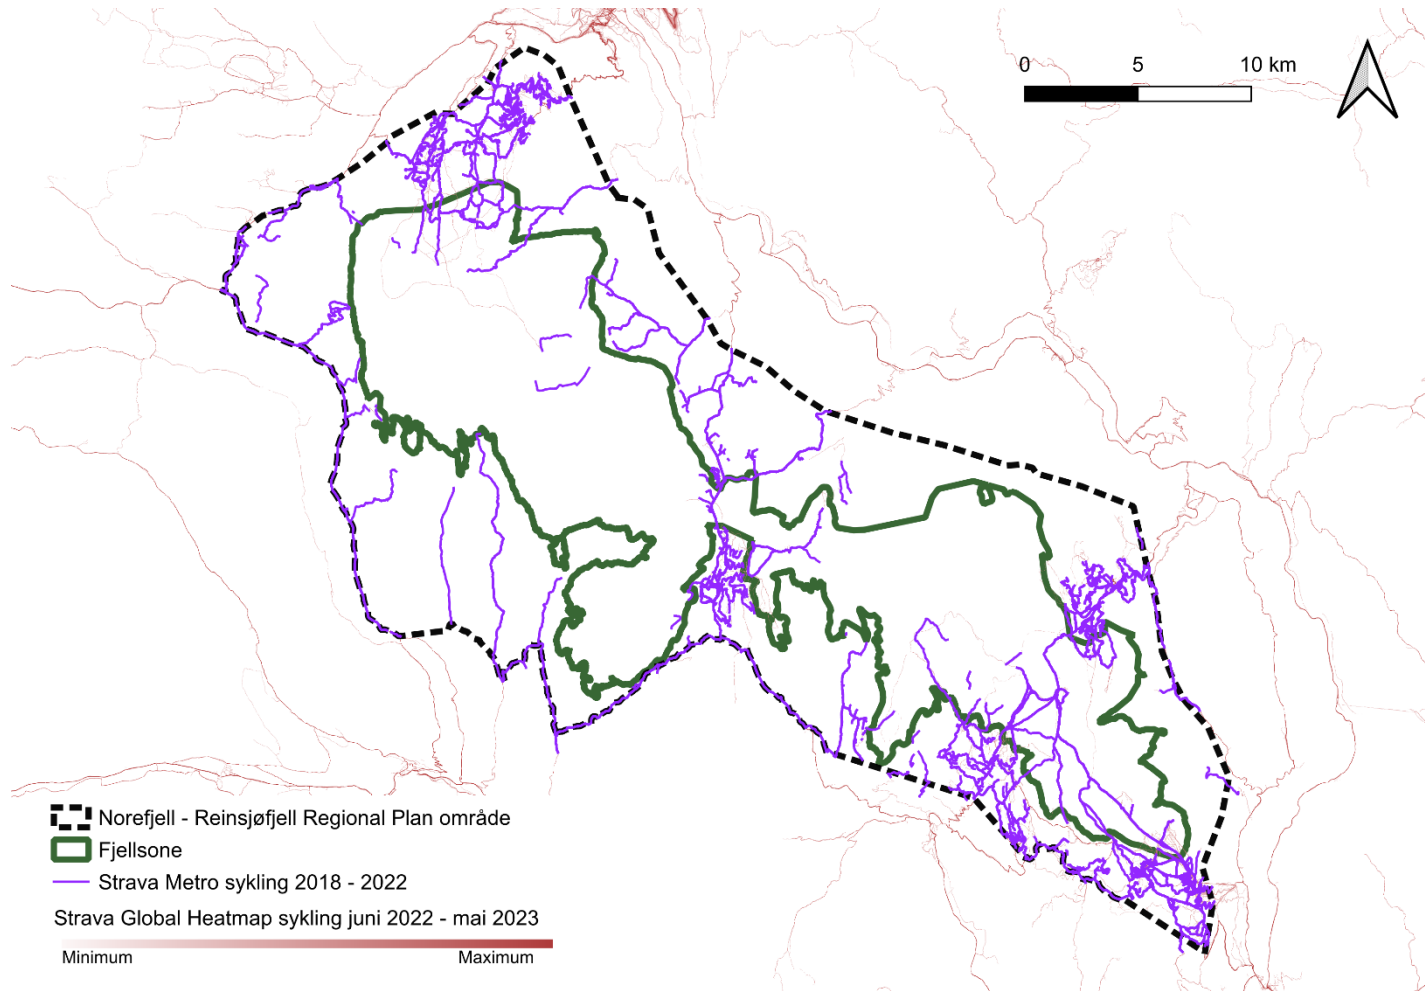 0 5 10 km
Norefjell - Reinsjøfjell Regional Plan område
Fjellsone
Strava Metro sykling 2018 - 2022
Strava Global Heatmap sykling juni 2022 - mai 2023
Minimum Maximum